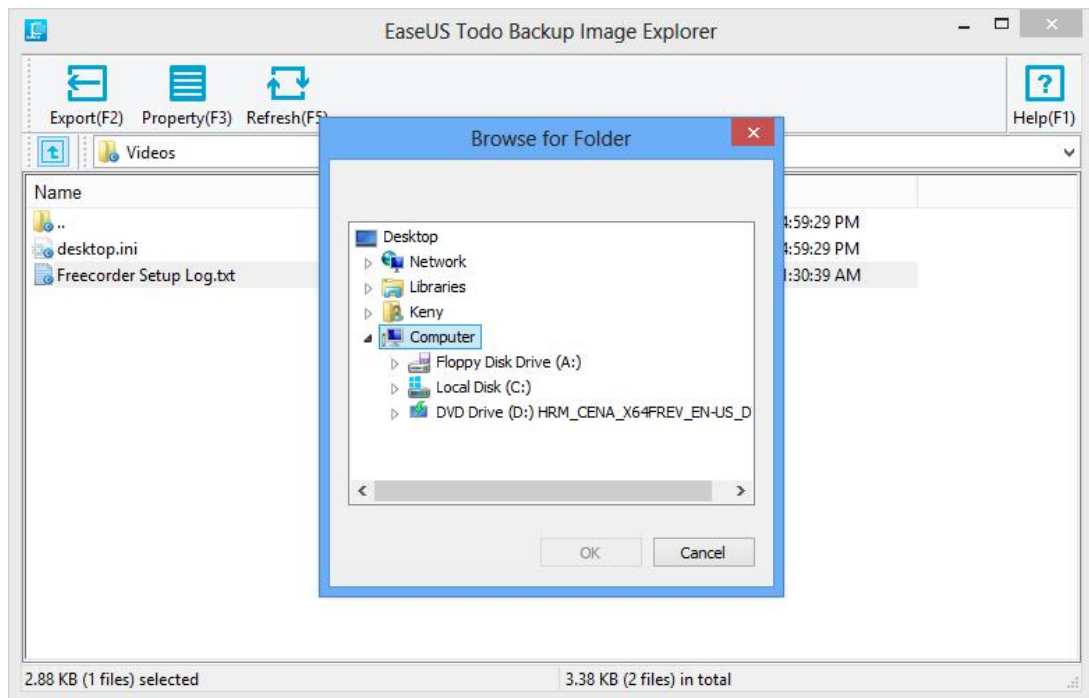 EaseUS Todo Backup Image Explorer
Export(F2) Property(F3) Refresh(F5) Help(F1)
Browse for Folder
Videos
Name
..
4:59:29 PM
desktop.ini
4:59:29 PM
Freecorder Setup Log.txt
1:30:39 AM
Desktop
Network
Libraries
Keny
Computer
Floppy Disk Drive (A:)
Local Disk (C:)
DVD Drive (D:) HRM_CENA_X64FREV_EN-US_D
OK Cancel
2.88 KB (1 files) selected
3.38 KB (2 files) in total